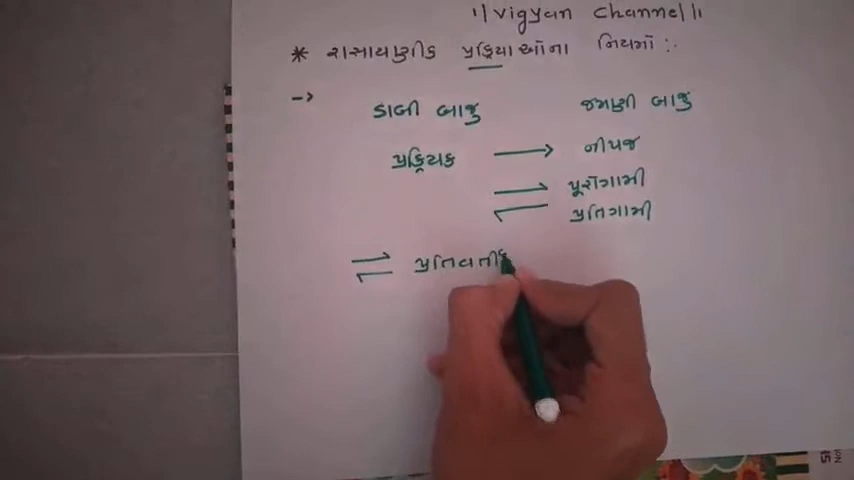 ॥ Vigyan Channel ॥
* રાસાયણીક પ્રક્રિયાઓના નિયમો :-
→ ડાબી બાજુ જમણી બાજુ
પ્રક્રિયક → નીપજ
⇌ પૂરોગામી
પ્રતિગામી
⇌ પ્રતિવર્તી